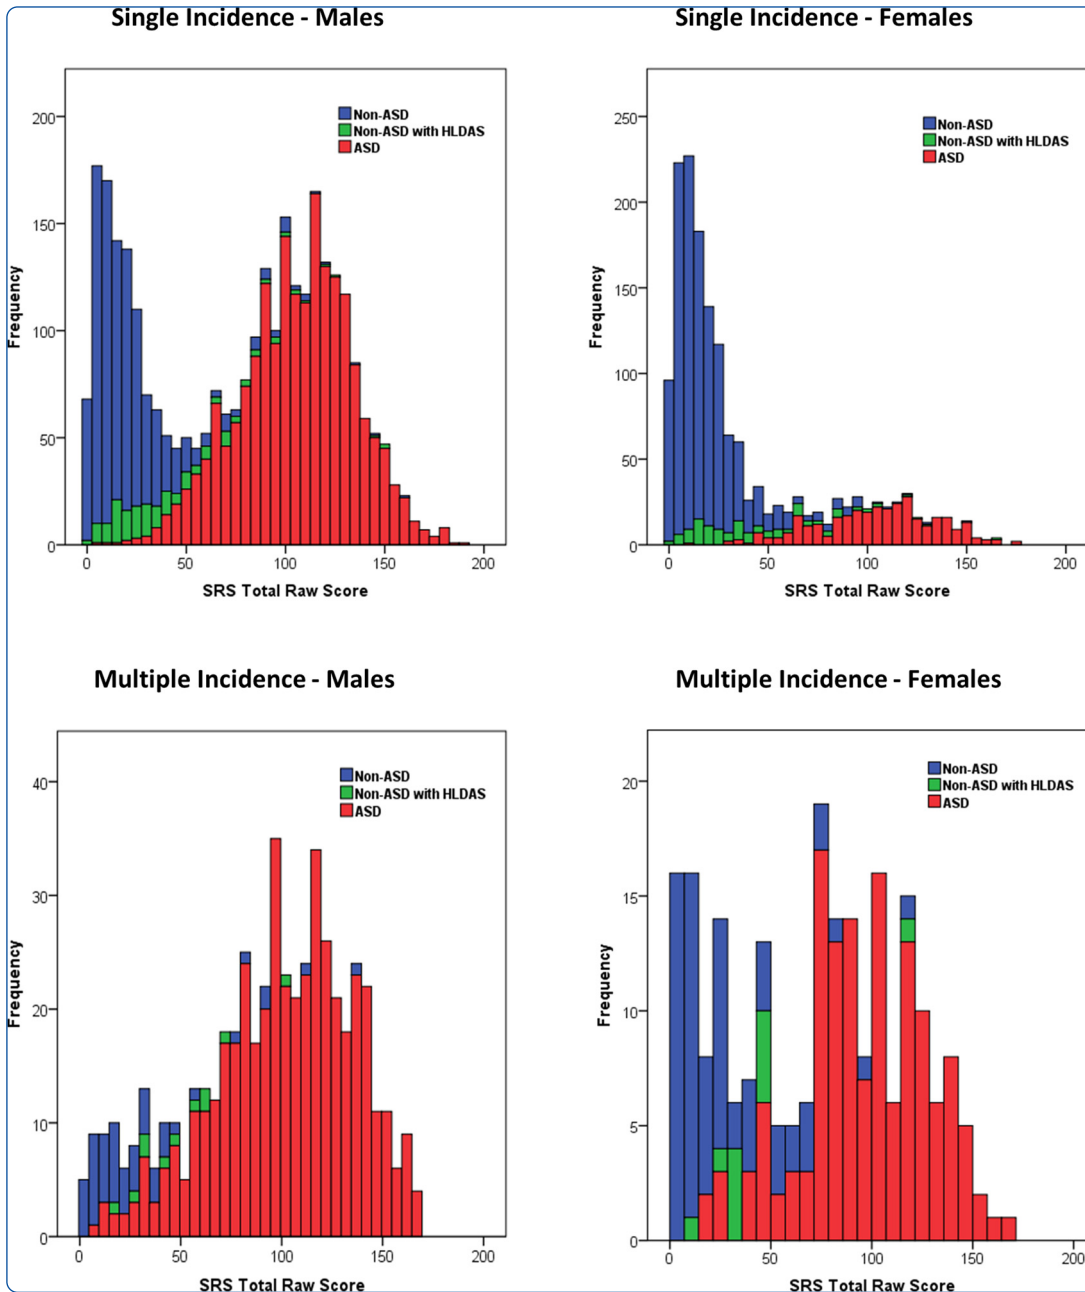 Single Incidence - Males
Non-ASD
Non-ASD with HLDAS
ASD
Frequency
200
150
100
50
0
0 50 100 150 200
SRS Total Raw Score
Single Incidence - Females
Non-ASD
Non-ASD with HLDAS
ASD
Frequency
250
200
150
100
50
0
0 50 100 150 200
SRS Total Raw Score
Multiple Incidence - Males
Non-ASD
Non-ASD with HLDAS
ASD
Frequency
40
30
20
10
0
0 50 100 150 200
SRS Total Raw Score
Multiple Incidence - Females
Non-ASD
Non-ASD with HLDAS
ASD
Frequency
20
15
10
5
0
0 50 100 150 200
SRS Total Raw Score